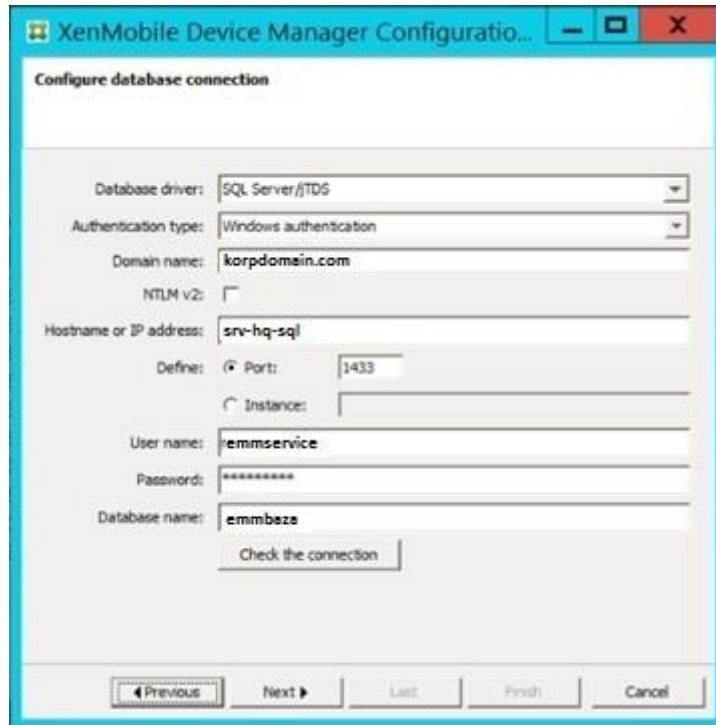 XenMobile Device Manager Configuratio...
Configure database connection
Database driver: SQL Server/jTDS
Authentication type: Windows authentication
Domain name: korpdomein.com
NTLM v2:
Hostname or IP address: srv-hq-sql
Define: Port: 1433
Instance:
User name: emmservice
Password: *********
Database name: emmbaza
Check the connection
Previous Next Last Finish Cancel